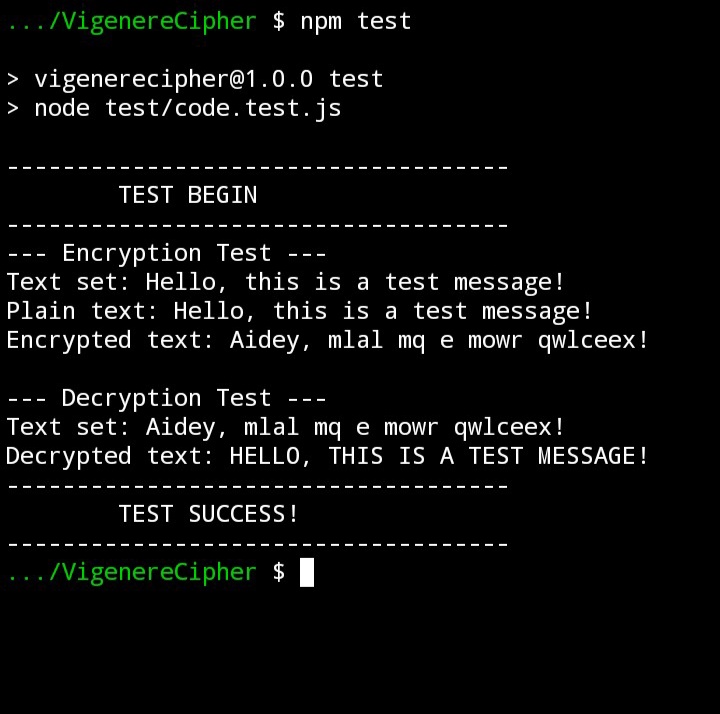 .../VigenereCipher $ npm test
> vigenerecipher@1.0.0 test
> node test/code.test.js
------------------------------------
TEST BEGIN
------------------------------------
--- Encryption Test ---
Text set: Hello, this is a test message!
Plain text: Hello, this is a test message!
Encrypted text: Aidey, mlal mq e mowr qwlceex!
--- Decryption Test ---
Text set: Aidey, mlal mq e mowr qwlceex!
Decrypted text: HELLO, THIS IS A TEST MESSAGE!
------------------------------------
TEST SUCCESS!
------------------------------------
.../VigenereCipher $